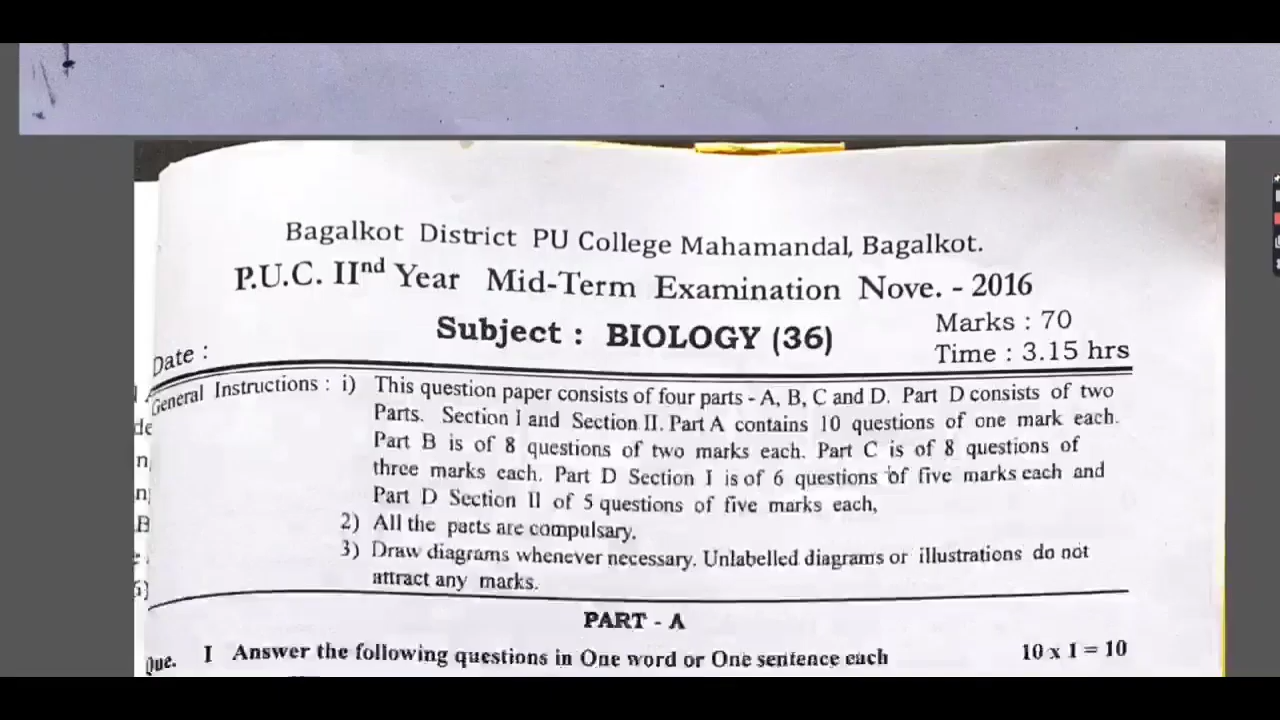 Bagalkot District PU College Mahamandal, Bagalkot.
P.U.C. IInd Year Mid-Term Examination Nove. - 2016
Subject : BIOLOGY (36)
Marks : 70
Date :
Time : 3.15 hrs
General Instructions : i) This question paper consists of four parts - A, B, C and D. Part D consists of two
Parts. Section I and Section II. Part A contains 10 questions of one mark each.
Part B is of 8 questions of two marks each. Part C is of 8 questions of
three marks each. Part D Section I is of 6 questions of five marks each and
Part D Section II of 5 questions of five marks each,
2) All the parts are compulsary.
3) Draw diagrams whenever necessary. Unlabelled diagrams or illustrations do not
attract any marks.
PART - A
Que. I Answer the following questions in One word or One sentence each 10 x 1 = 10